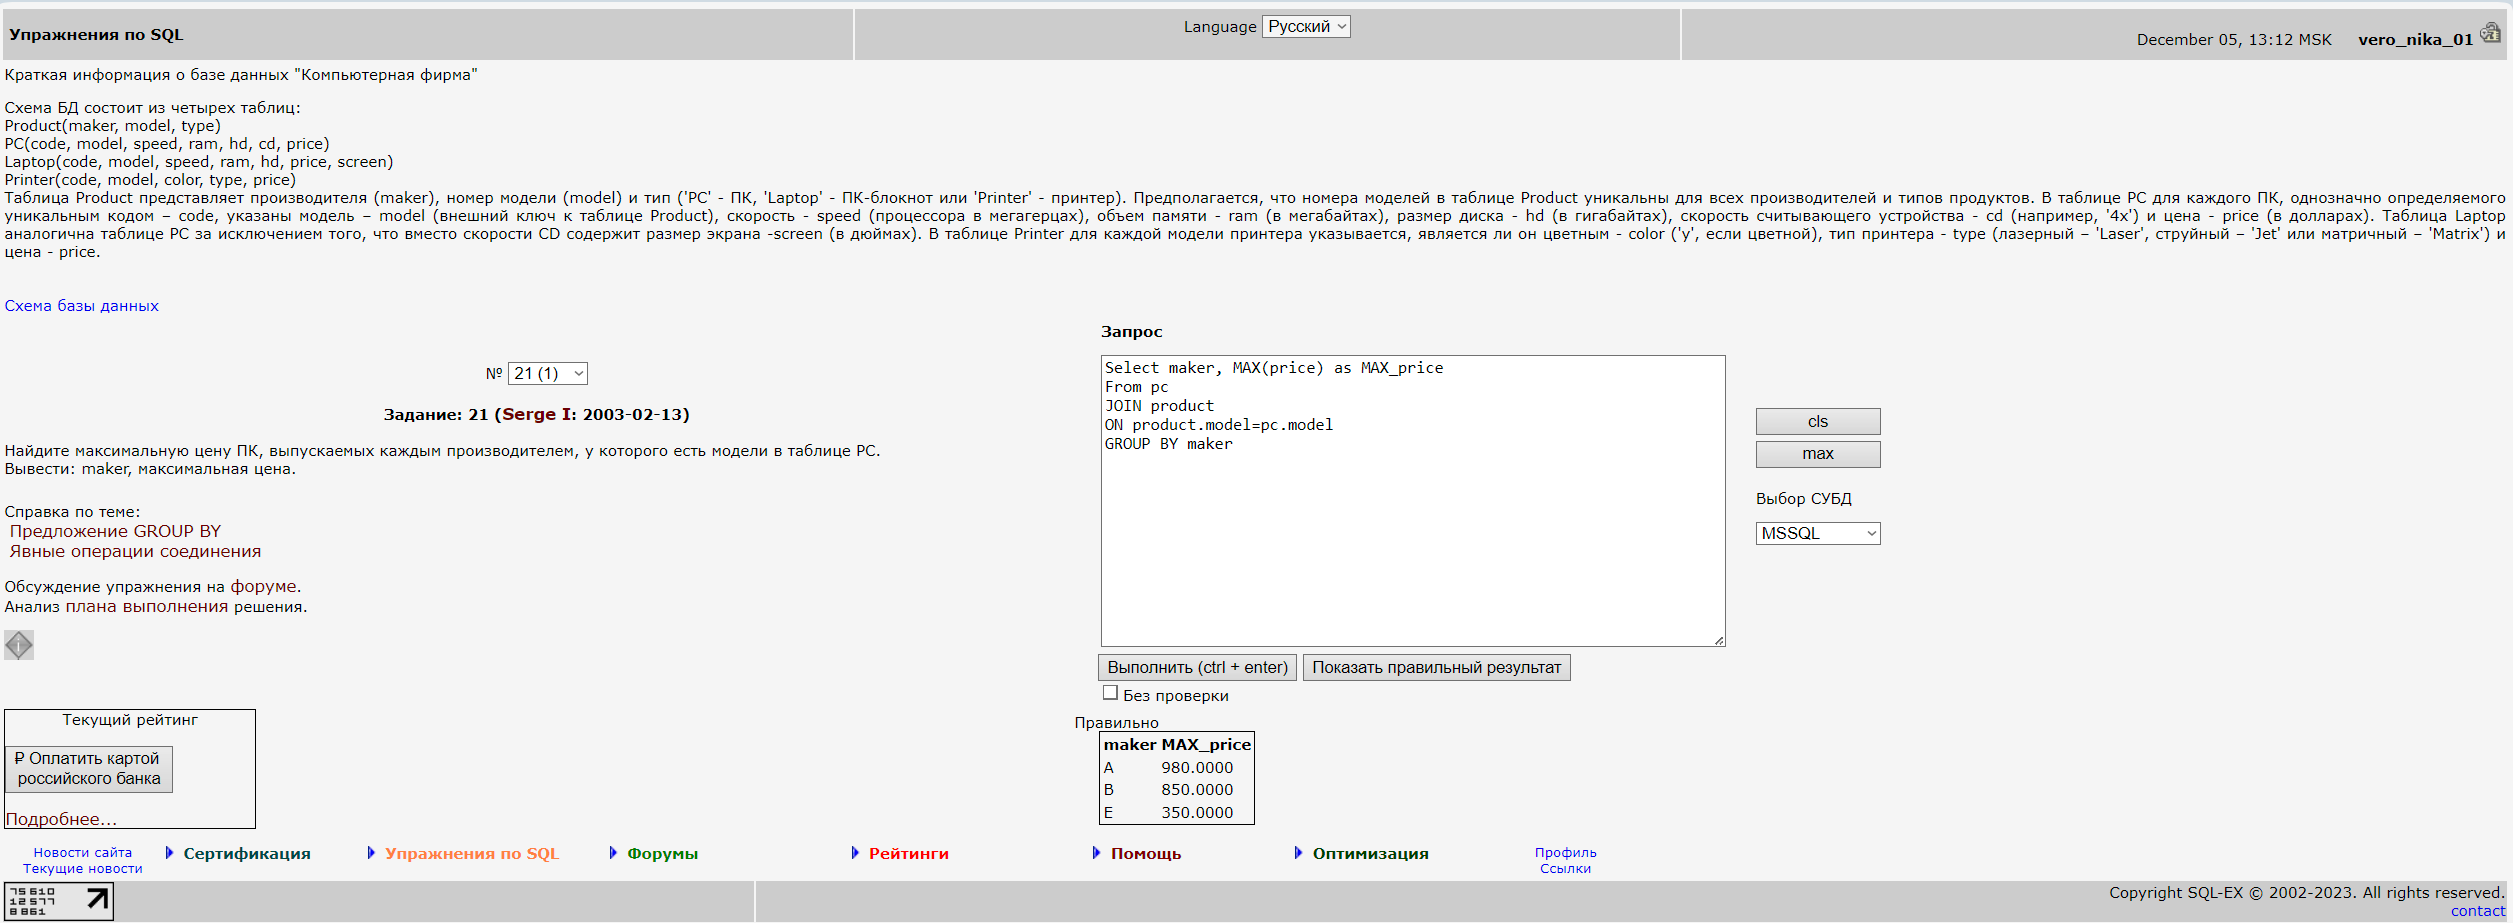 Упражнения по SQL
Language Русский
December 05, 13:12 MSK vero_nika_01
Краткая информация о базе данных "Компьютерная фирма"
Схема БД состоит из четырех таблиц:
Product(maker, model, type)
PC(code, model, speed, ram, hd, cd, price)
Laptop(code, model, speed, ram, hd, price, screen)
Printer(code, model, color, type, price)
Таблица Product представляет производителя (maker), номер модели (model) и тип ('PC' - ПК, 'Laptop' - ПК-блокнот или 'Printer' - принтер). Предполагается, что номера моделей в таблице Product уникальны для всех производителей и типов продуктов. В таблице PC для каждого ПК, однозначно определяемого
уникальным кодом – code, указаны модель – model (внешний ключ к таблице Product), скорость - speed (процессора в мегагерцах), объем памяти - ram (в мегабайтах), размер диска - hd (в гигабайтах), скорость считывающего устройства - cd (например, '4x') и цена - price (в долларах). Таблица Laptop
аналогична таблице РС за исключением того, что вместо скорости CD содержит размер экрана -screen (в дюймах). В таблице Printer для каждой модели принтера указывается, является ли он цветным - color ('y', если цветной), тип принтера - type (лазерный – 'Laser', струйный – 'Jet' или матричный – 'Matrix') и
цена - price.
Схема базы данных
№ 21 (1)
Задание: 21 (Serge I: 2003-02-13)
Найдите максимальную цену ПК, выпускаемых каждым производителем, у которого есть модели в таблице PC.
Вывести: maker, максимальная цена.
Справка по теме:
Предложение GROUP BY
Явные операции соединения
Обсуждение упражнения на форуме.
Анализ плана выполнения решения.
i
Запрос
Select maker, MAX(price) as MAX_price
From pc
JOIN product
ON product.model=pc.model
GROUP BY maker
cls
max
Выбор СУБД
MSSQL
Выполнить (ctrl + enter) Показать правильный результат
Без проверки
Правильно
maker MAX_price
A 980.0000
B 850.0000
E 350.0000
Текущий рейтинг
₽ Оплатить картой
российского банка
Подробнее...
Новости сайта
Текущие новости
Сертификация
Упражнения по SQL
Форумы
Рейтинги
Помощь
Оптимизация
Профиль
Ссылки
75610
12577
8861
Copyright SQL-EX © 2002-2023. All rights reserved.
contact